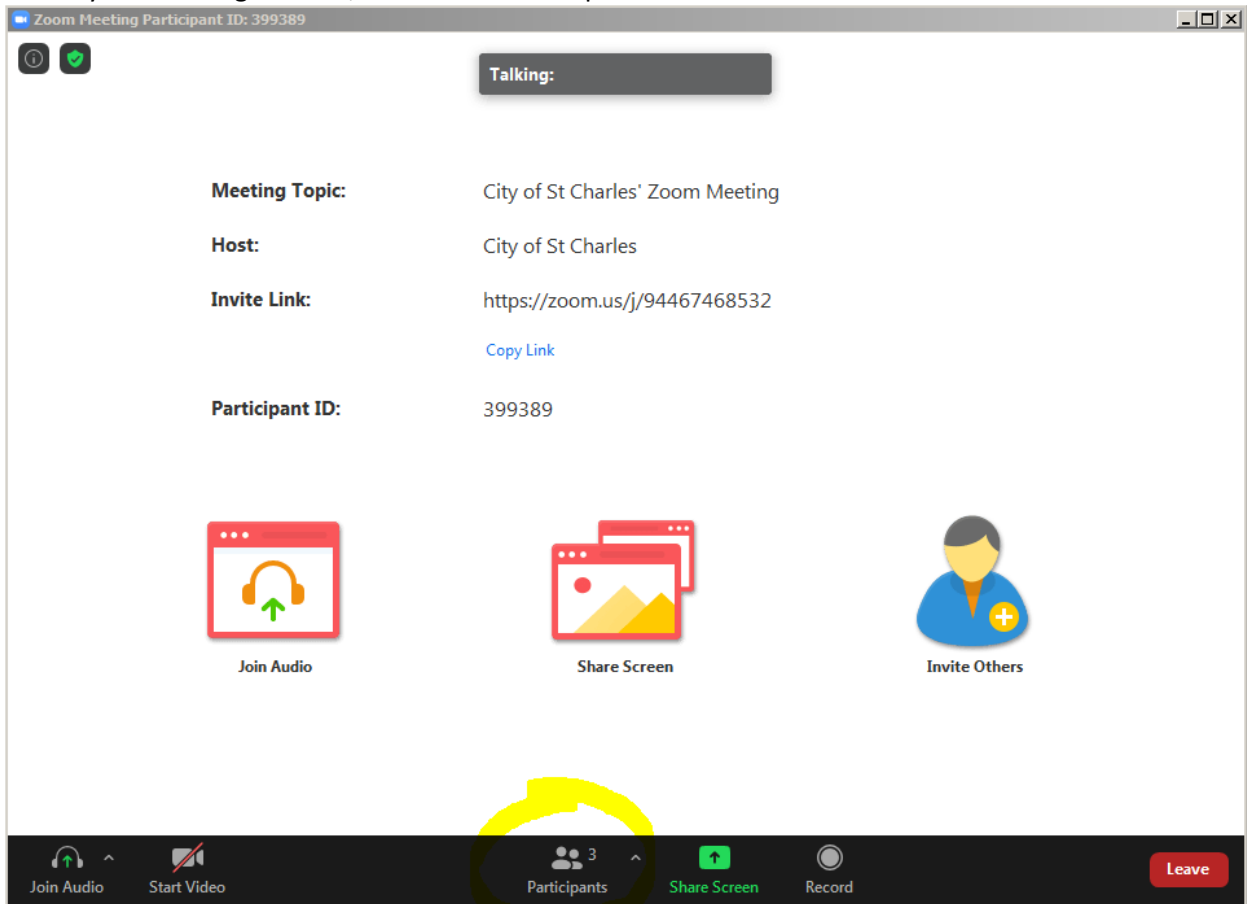 Zoom Meeting Participant ID: 399389
Talking:
Meeting Topic: City of St Charles' Zoom Meeting
Host: City of St Charles
Invite Link: https://zoom.us/j/94467468532
Copy Link
Participant ID: 399389
Join Audio Share Screen Invite Others
3
Join Audio Start Video Participants Share Screen Record Leave